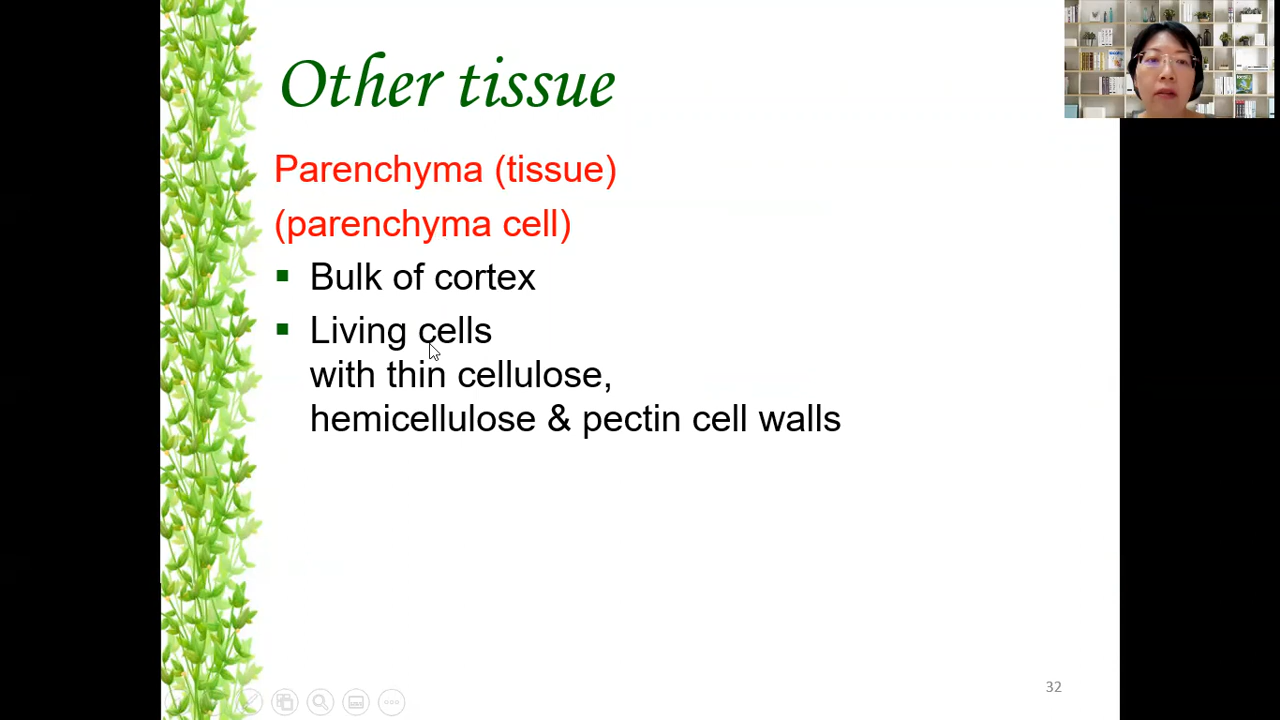 Other tissue
Parenchyma (tissue)
(parenchyma cell)
▪ Bulk of cortex
▪ Living cells
with thin cellulose,
hemicellulose & pectin cell walls
32